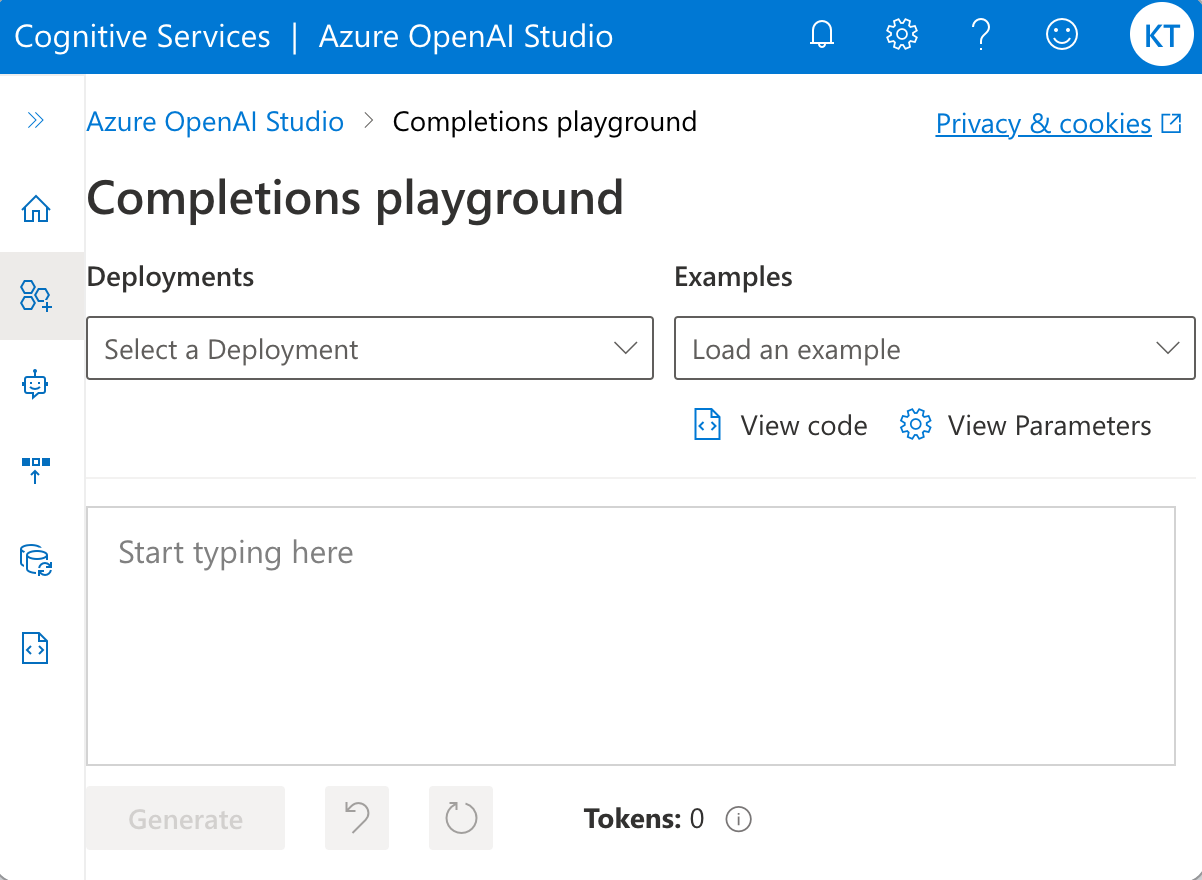 Cognitive Services | Azure OpenAI Studio KT
Azure OpenAI Studio > Completions playground Privacy & cookies
Completions playground
Deployments Examples
Select a Deployment Load an example
View code View Parameters
Start typing here
Generate Tokens: 0